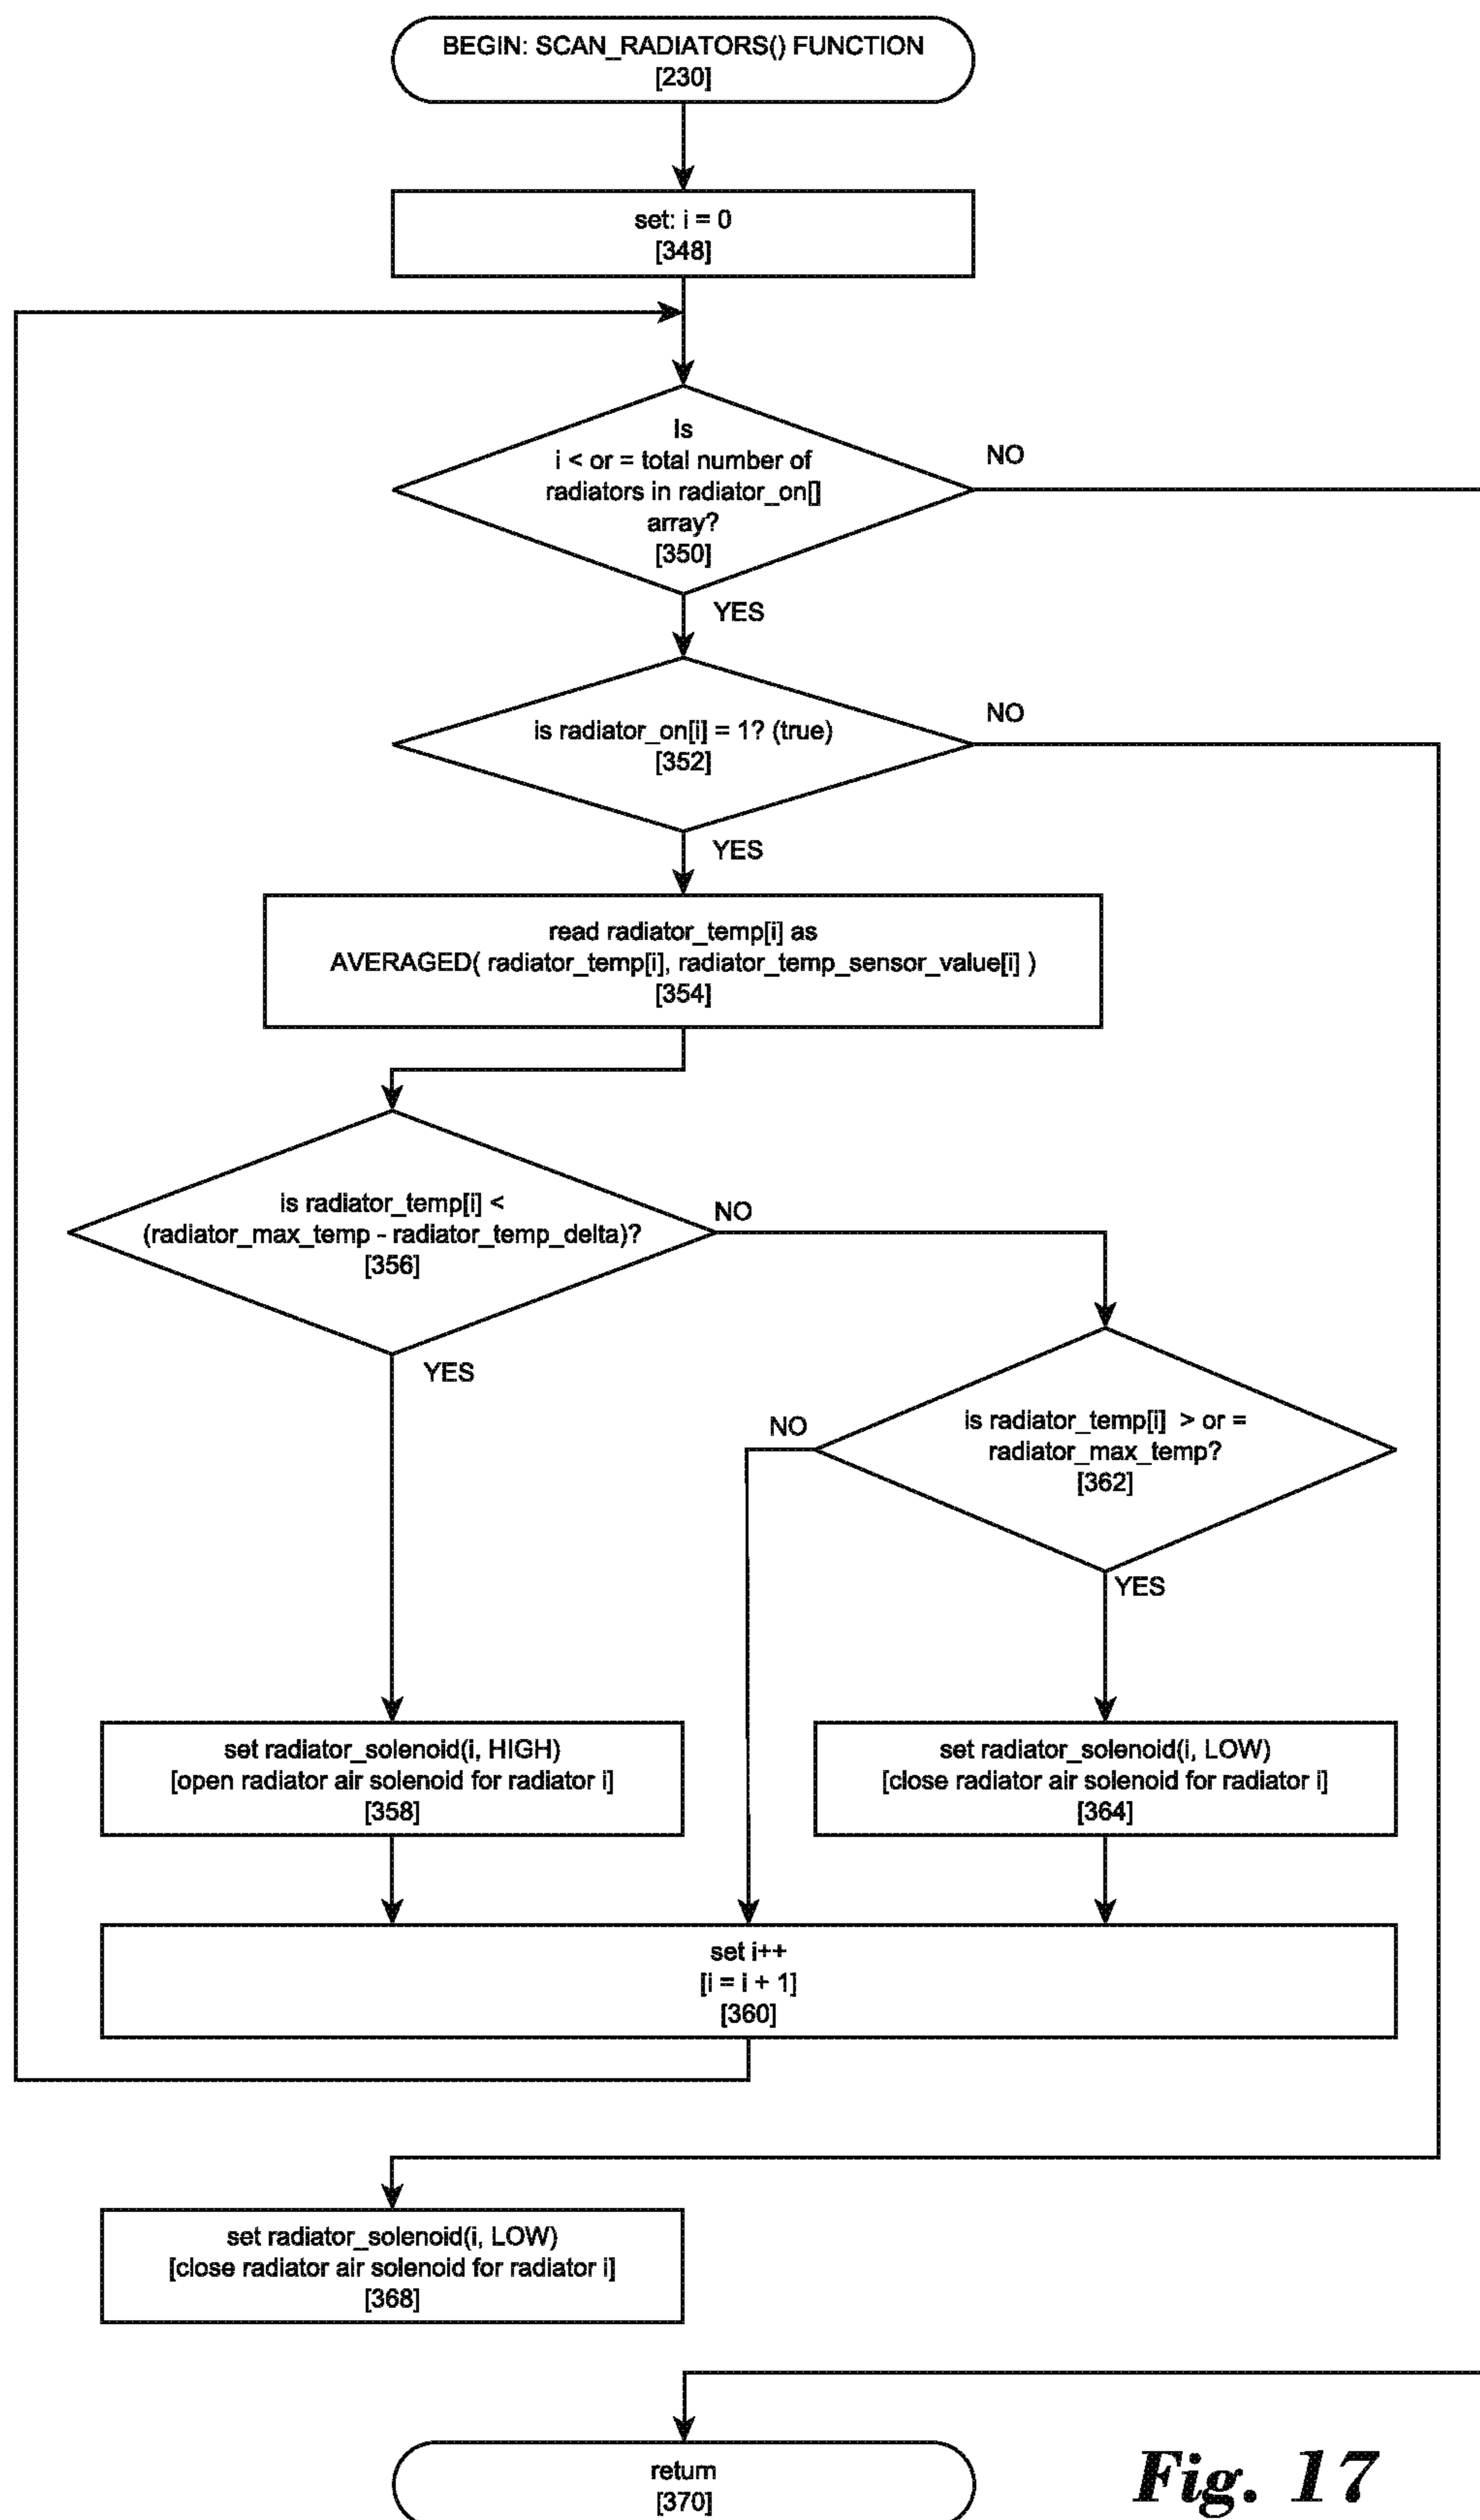 BEGIN: SCAN_RADIATORS() FUNCTION
[230]
set: i = 0
[348]
Is
i < or = total number of
radiators in radiator_on[]
array?
[350]
NO
YES
is radiator_on[i] = 1? (true)
[352]
NO
YES
read radiator_temp[i] as
AVERAGED( radiator_temp[i], radiator_temp_sensor_value[i] )
[354]
is radiator_temp[i] <
(radiator_max_temp - radiator_temp_delta)?
[356]
NO
YES
is radiator_temp[i] > or =
radiator_max_temp?
[362]
NO
YES
set radiator_solenoid(i, HIGH)
[open radiator air solenoid for radiator i]
[358]
set radiator_solenoid(i, LOW)
[close radiator air solenoid for radiator i]
[364]
set i++
[i = i + 1]
[360]
set radiator_solenoid(i, LOW)
[close radiator air solenoid for radiator i]
[368]
return
[370]
Fig. 17